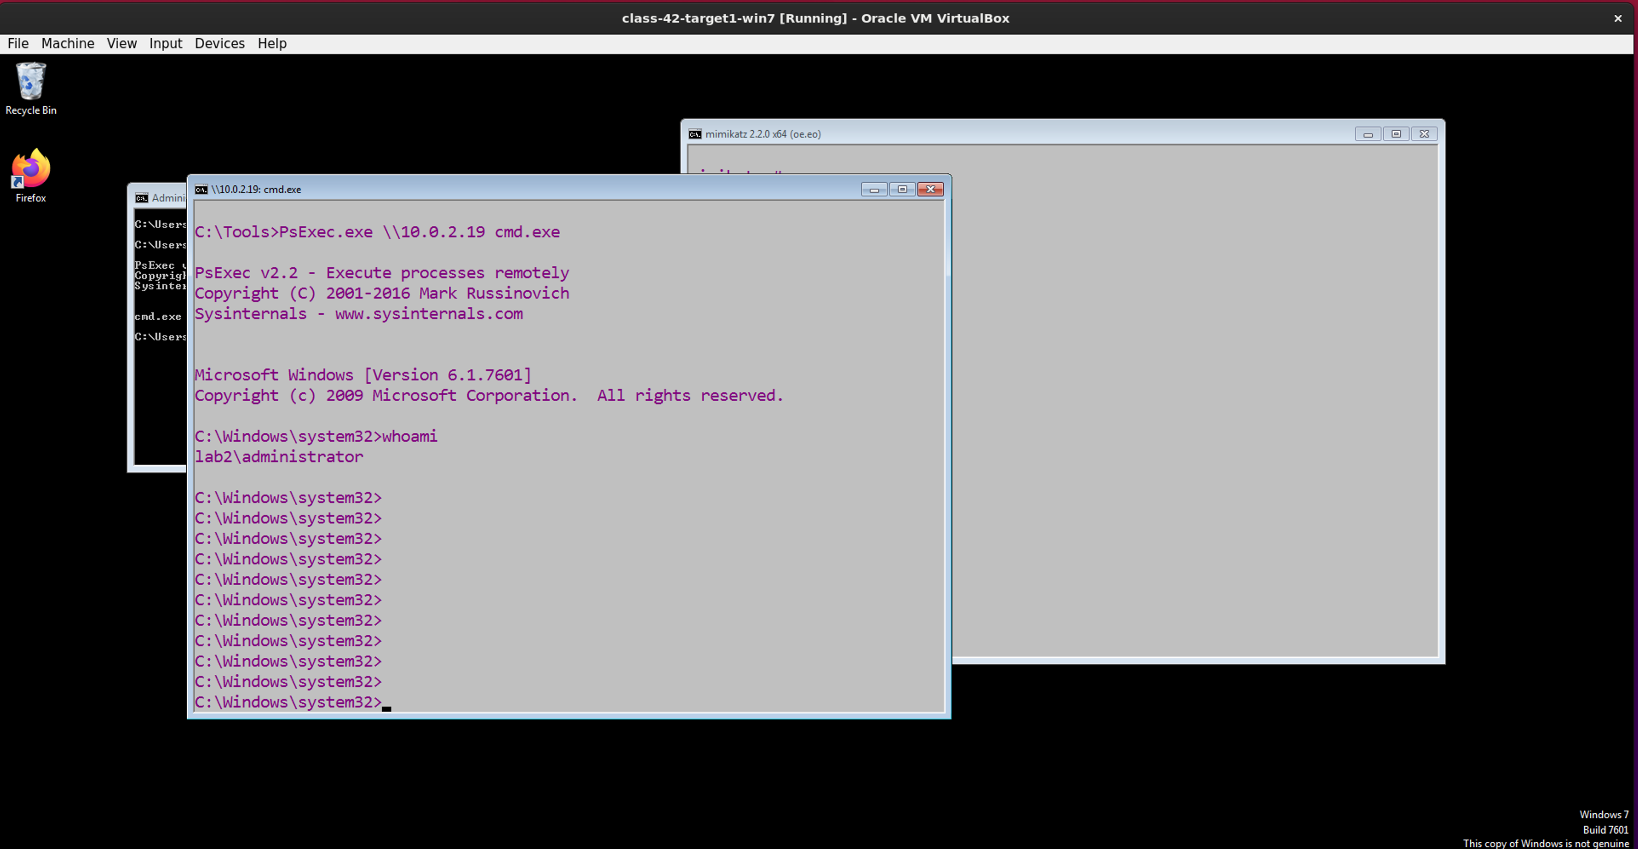 class-42-target1-win7 [Running] - Oracle VM VirtualBox
File Machine View Input Devices Help
Recycle Bin
Firefox
mimikatz 2.2.0 x64 (oe.eo)
C:\Users
C:\Users
PsExec
Copyrig
Sysinter
cmd.exe
C:\Users
\\10.0.2.19: cmd.exe
C:\Tools>PsExec.exe \\10.0.2.19 cmd.exe
PsExec v2.2 - Execute processes remotely
Copyright (C) 2001-2016 Mark Russinovich
Sysinternals - www.sysinternals.com
Microsoft Windows [Version 6.1.7601]
Copyright (c) 2009 Microsoft Corporation.  All rights reserved.
C:\Windows\system32>whoami
lab2\administrator
C:\Windows\system32>
C:\Windows\system32>
C:\Windows\system32>
C:\Windows\system32>
C:\Windows\system32>
C:\Windows\system32>
C:\Windows\system32>
C:\Windows\system32>
C:\Windows\system32>
C:\Windows\system32>
C:\Windows\system32>
Windows 7
Build 7601
This copy of Windows is not genuine